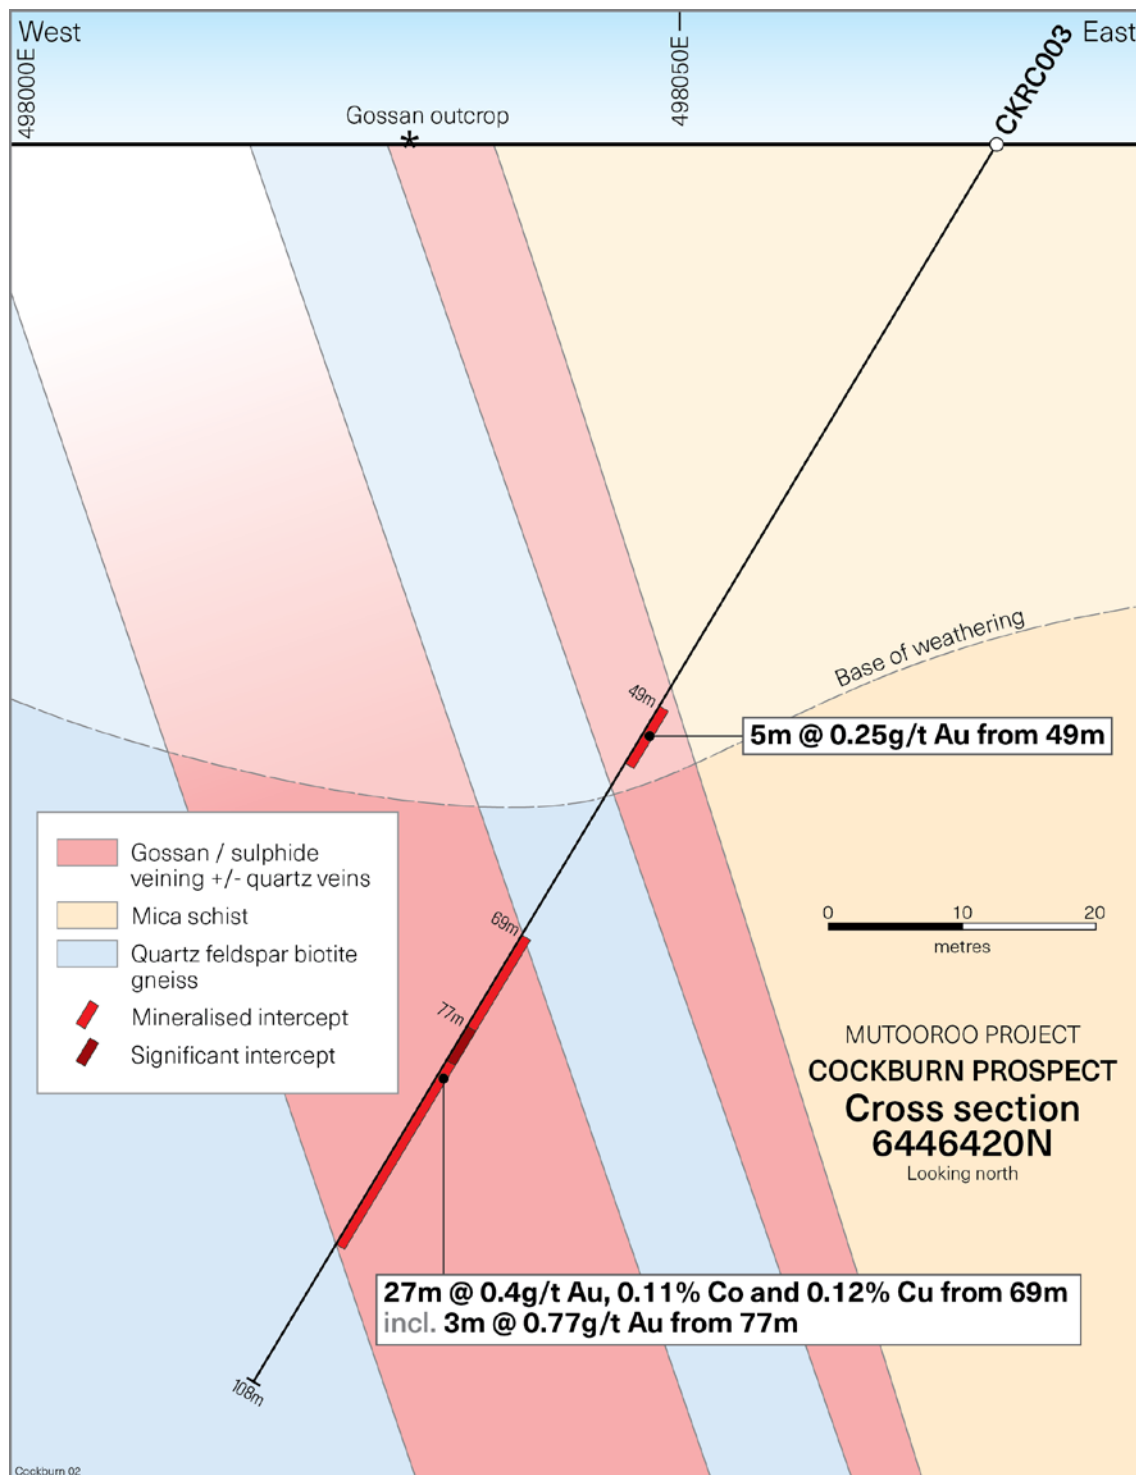 West
East
498000E
498050E
CKRC003
Gossan outcrop
*
Base of weathering
49m
5m @ 0.25g/t Au from 49m
Gossan / sulphide
veining +/- quartz veins
Mica schist
Quartz feldspar biotite
gneiss
Mineralised intercept
Significant intercept
69m
77m
0 10 20
metres
MUTOOROO PROJECT
COCKBURN PROSPECT
Cross section
6446420N
Looking north
27m @ 0.4g/t Au, 0.11% Co and 0.12% Cu from 69m
incl. 3m @ 0.77g/t Au from 77m
108m
Cockburn 02